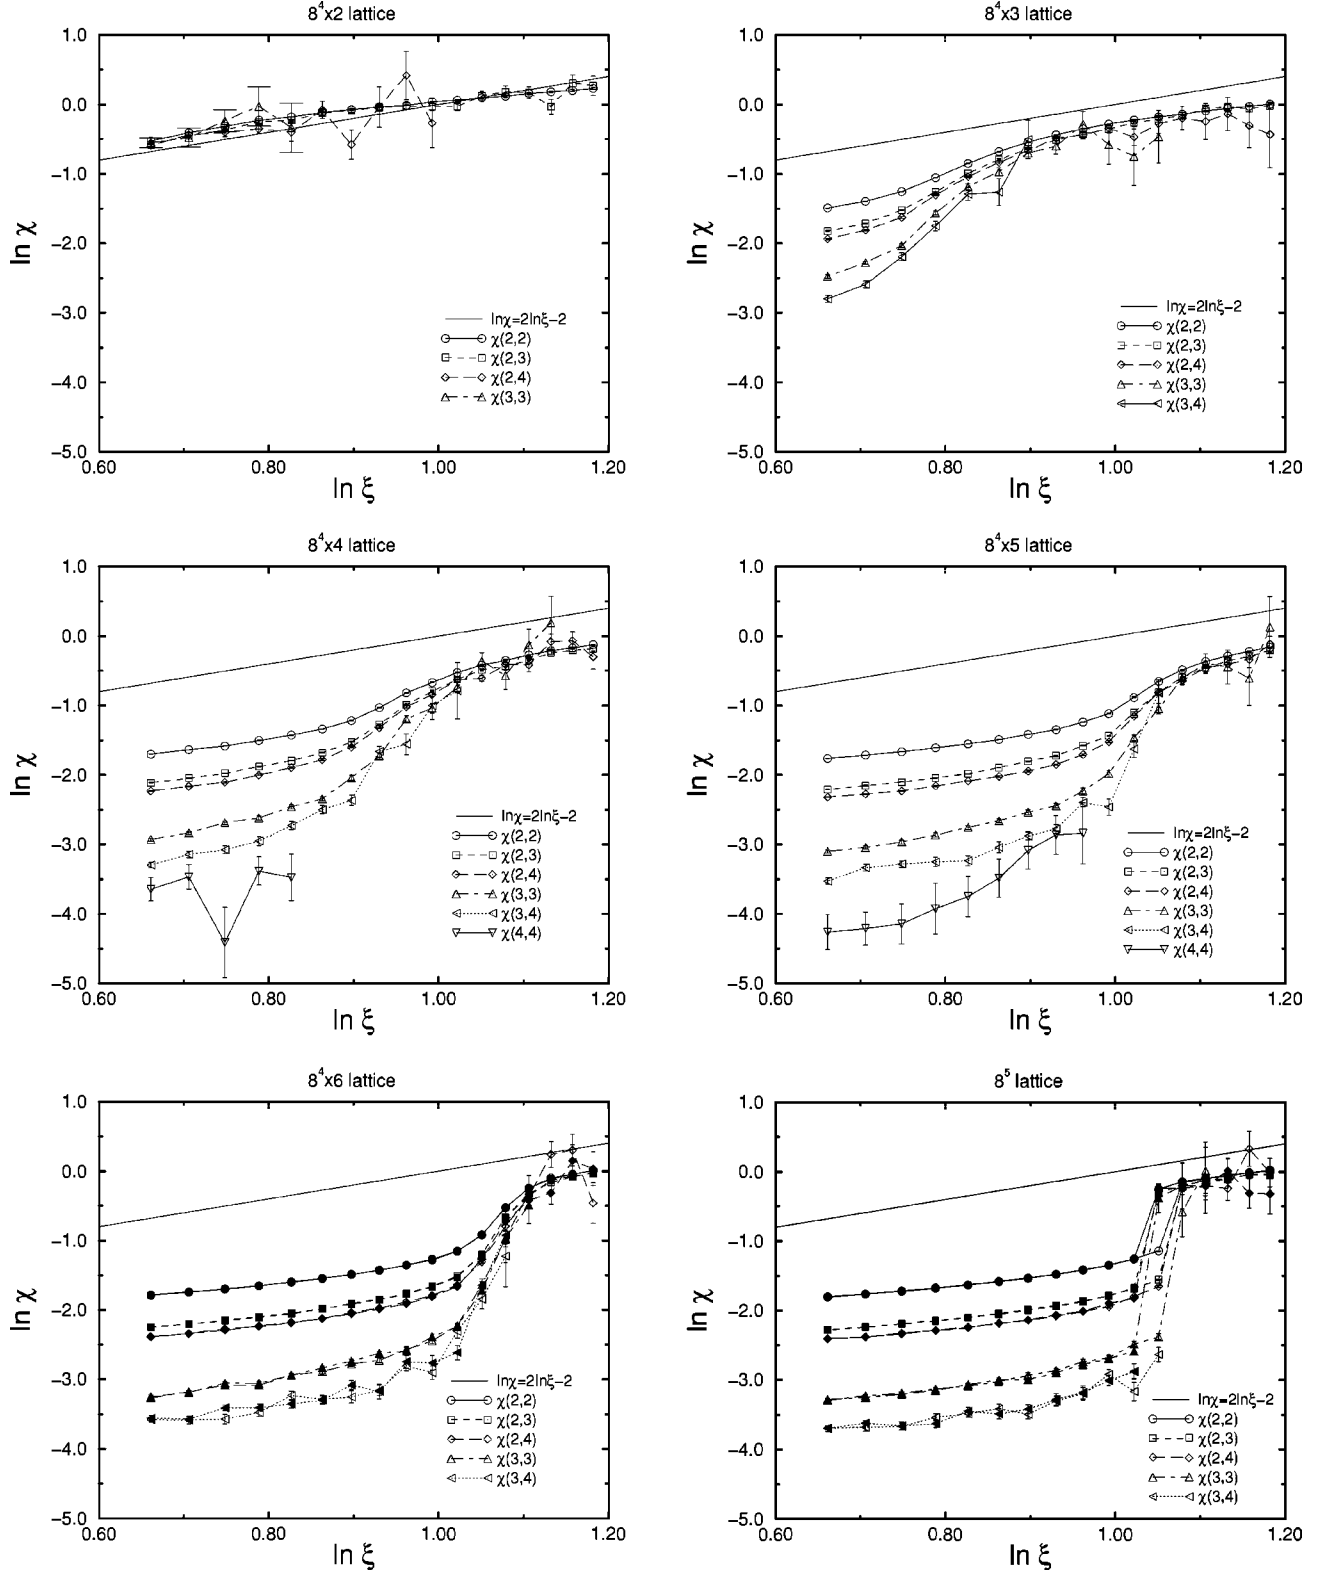 8⁴x2 lattice
1.0
0.0
−1.0
−2.0
−3.0
−4.0
−5.0
ln χ
0.60
0.80
1.00
1.20
ln ξ
lnχ=2lnξ−2
χ(2,2)
χ(2,3)
χ(2,4)
χ(3,3)
8⁴x3 lattice
1.0
0.0
−1.0
−2.0
−3.0
−4.0
−5.0
ln χ
0.60
0.80
1.00
1.20
ln ξ
lnχ=2lnξ−2
χ(2,2)
χ(2,3)
χ(2,4)
χ(3,3)
χ(3,4)
8⁴x4 lattice
1.0
0.0
−1.0
−2.0
−3.0
−4.0
−5.0
ln χ
0.60
0.80
1.00
1.20
ln ξ
lnχ=2lnξ−2
χ(2,2)
χ(2,3)
χ(2,4)
χ(3,3)
χ(3,4)
χ(4,4)
8⁴x5 lattice
1.0
0.0
−1.0
−2.0
−3.0
−4.0
−5.0
ln χ
0.60
0.80
1.00
1.20
ln ξ
lnχ=2lnξ−2
χ(2,2)
χ(2,3)
χ(2,4)
χ(3,3)
χ(3,4)
χ(4,4)
8⁴x6 lattice
1.0
0.0
−1.0
−2.0
−3.0
−4.0
−5.0
ln χ
0.60
0.80
1.00
1.20
ln ξ
lnχ=2lnξ−2
χ(2,2)
χ(2,3)
χ(2,4)
χ(3,3)
χ(3,4)
8⁵ lattice
1.0
0.0
−1.0
−2.0
−3.0
−4.0
−5.0
ln χ
0.60
0.80
1.00
1.20
ln ξ
lnχ=2lnξ−2
χ(2,2)
χ(2,3)
χ(2,4)
χ(3,3)
χ(3,4)